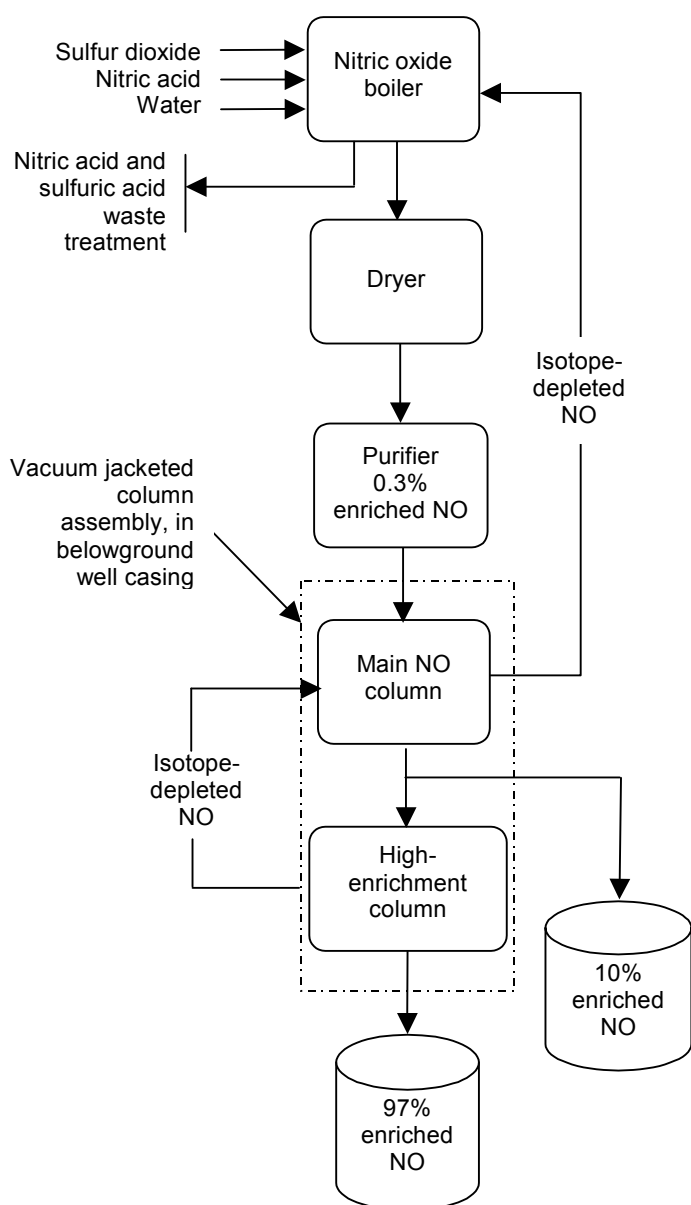 Sulfur dioxide
Nitric acid
Water
Nitric oxide
boiler
Nitric acid and
sulfuric acid
waste
treatment
Dryer
Isotope-
depleted
NO
Purifier
0.3%
enriched NO
Vacuum jacketed
column
assembly, in
belowground
well casing
Main NO
column
Isotope-
depleted
NO
High-
enrichment
column
10%
enriched
NO
97%
enriched
NO